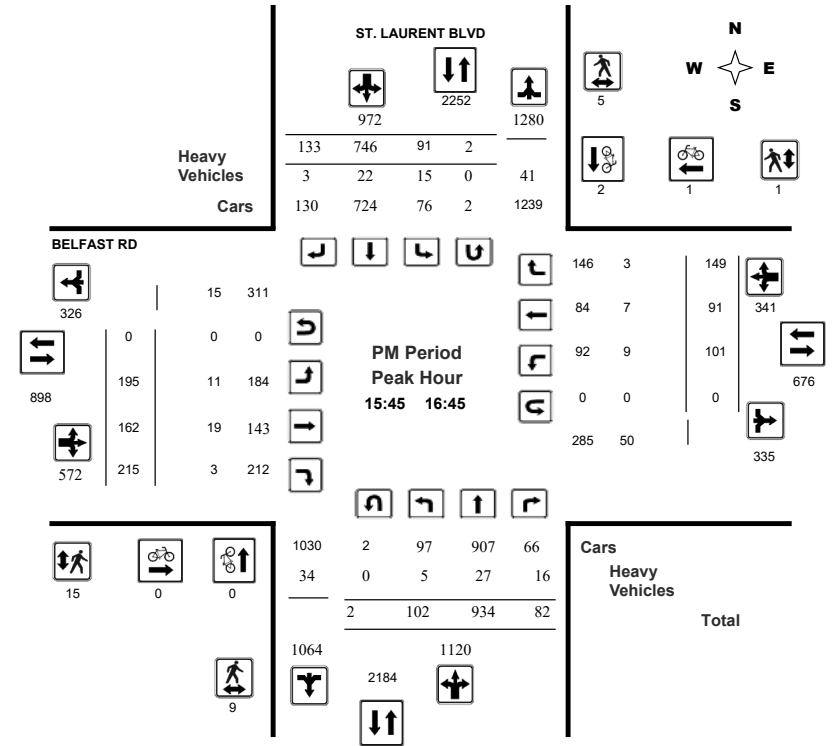 ST. LAURENT BLVD
N
W E
S
2252
5
972 1280
133 746 91 2
Heavy
Vehicles
3 22 15 0 41
Cars
130 724 76 2 1239
2 1 1
BELFAST RD
326
15 311
146 3 149
341
0 0 0
84 7 91
898
195 11 184
PM Period
Peak Hour
15:45 16:45
92 9 101
676
162 19 143
0 0 0
572
215 3 212
285 50
335
1030 2 97 907 66
Cars
34 0 5 27 16
Heavy
Vehicles
15 0 0
2 102 934 82
Total
1064 1120
2184
9